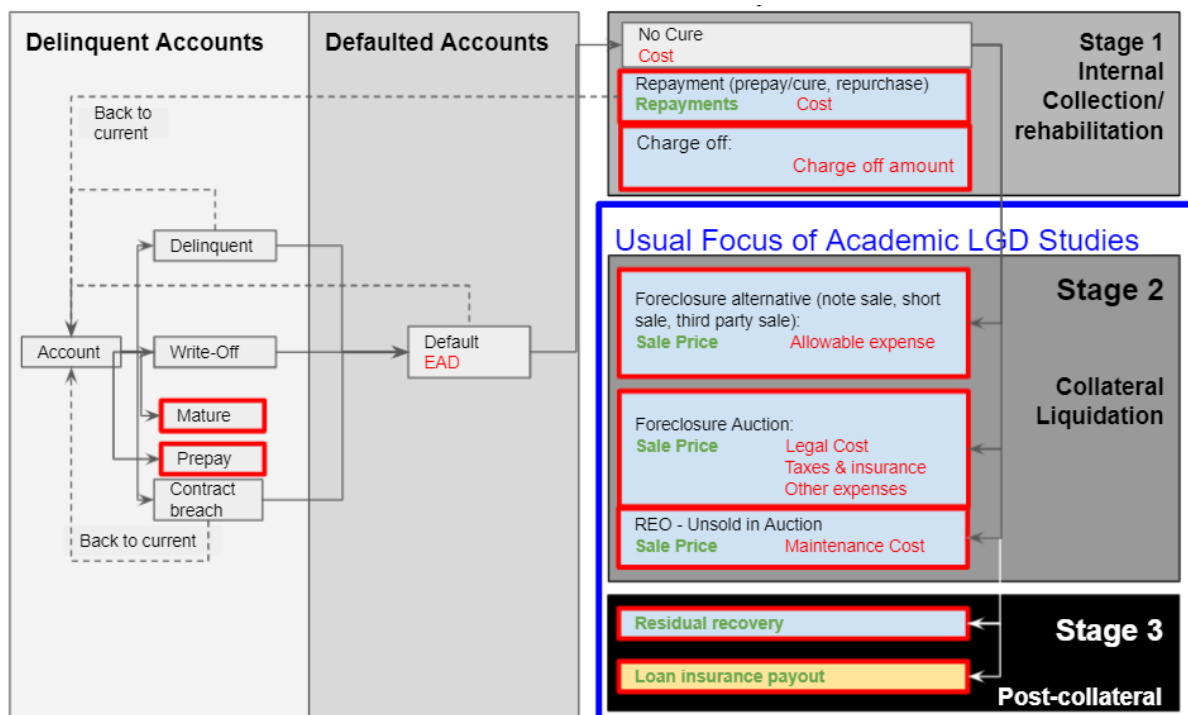 Delinquent Accounts
Defaulted Accounts
Back to
current
Delinquent
Account
Write-Off
Mature
Prepay
Contract
breach
Back to current
Default
EAD
No Cure
Cost
Repayment (prepay/cure, repurchase)
Repayments Cost
Charge off:
Charge off amount
Stage 1
Internal
Collection/
rehabilitation
Usual Focus of Academic LGD Studies
Foreclosure alternative (note sale, short
sale, third party sale):
Sale Price Allowable expense
Foreclosure Auction:
Sale Price Legal Cost
Taxes & insurance
Other expenses
REO - Unsold in Auction
Sale Price Maintenance Cost
Stage 2
Collateral
Liquidation
Residual recovery
Loan insurance payout
Stage 3
Post-collateral